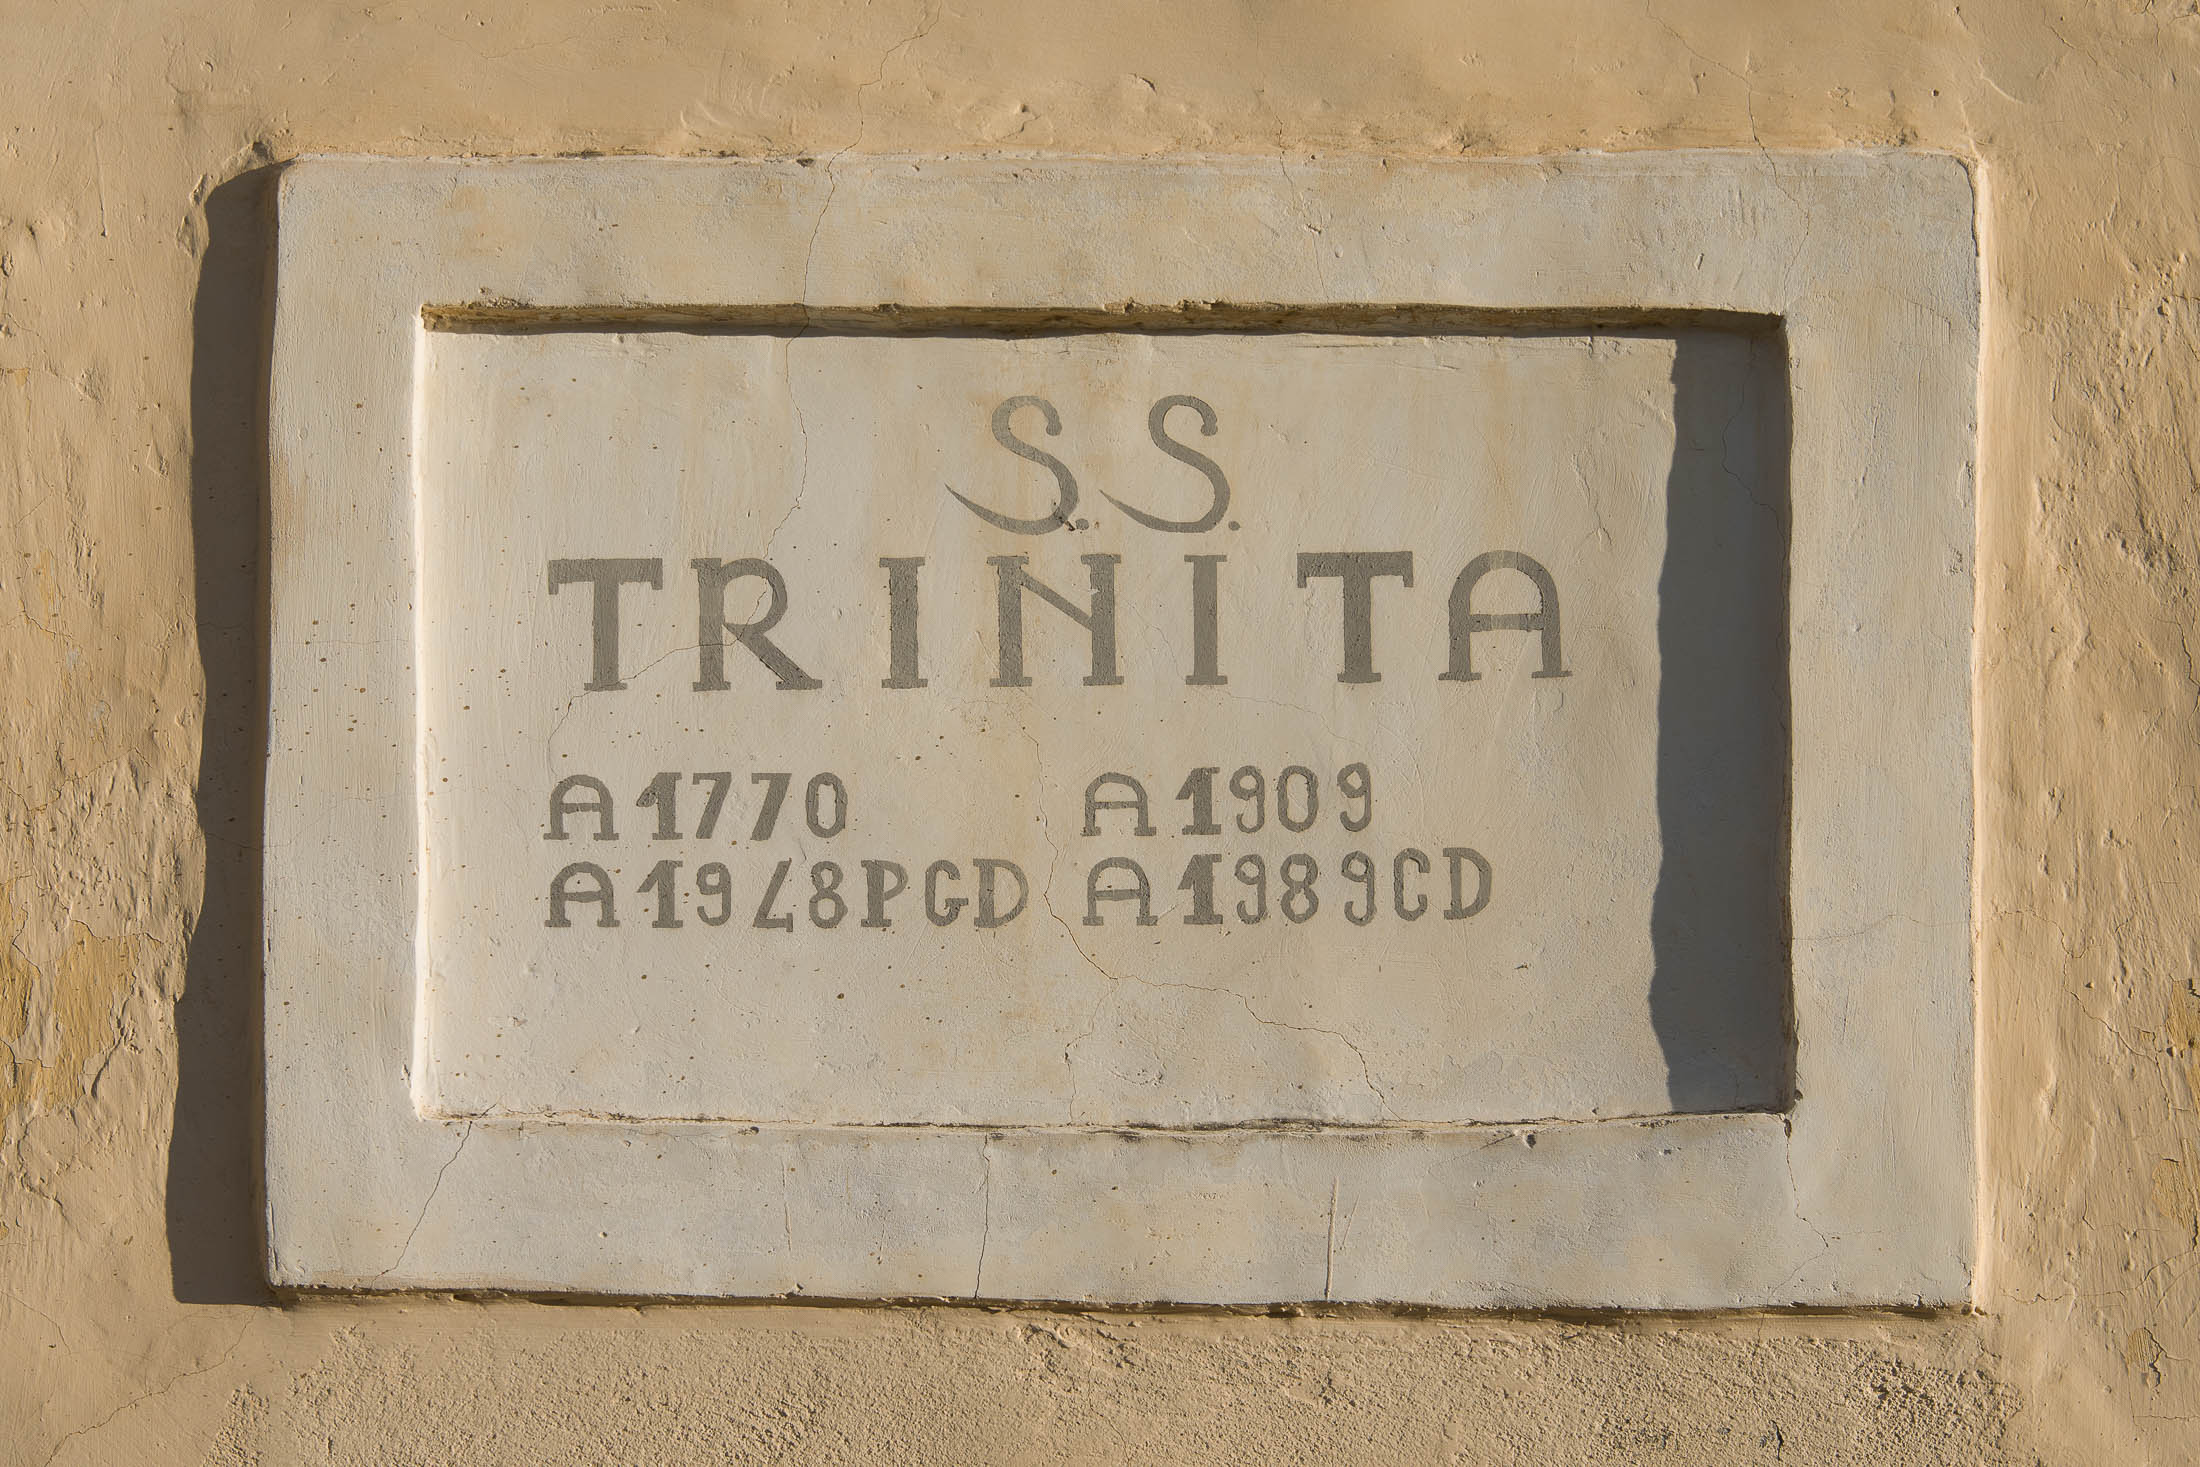 S.S.
TRINITA
A 1770 A 1909
A 1948 PGD A 1989 CD